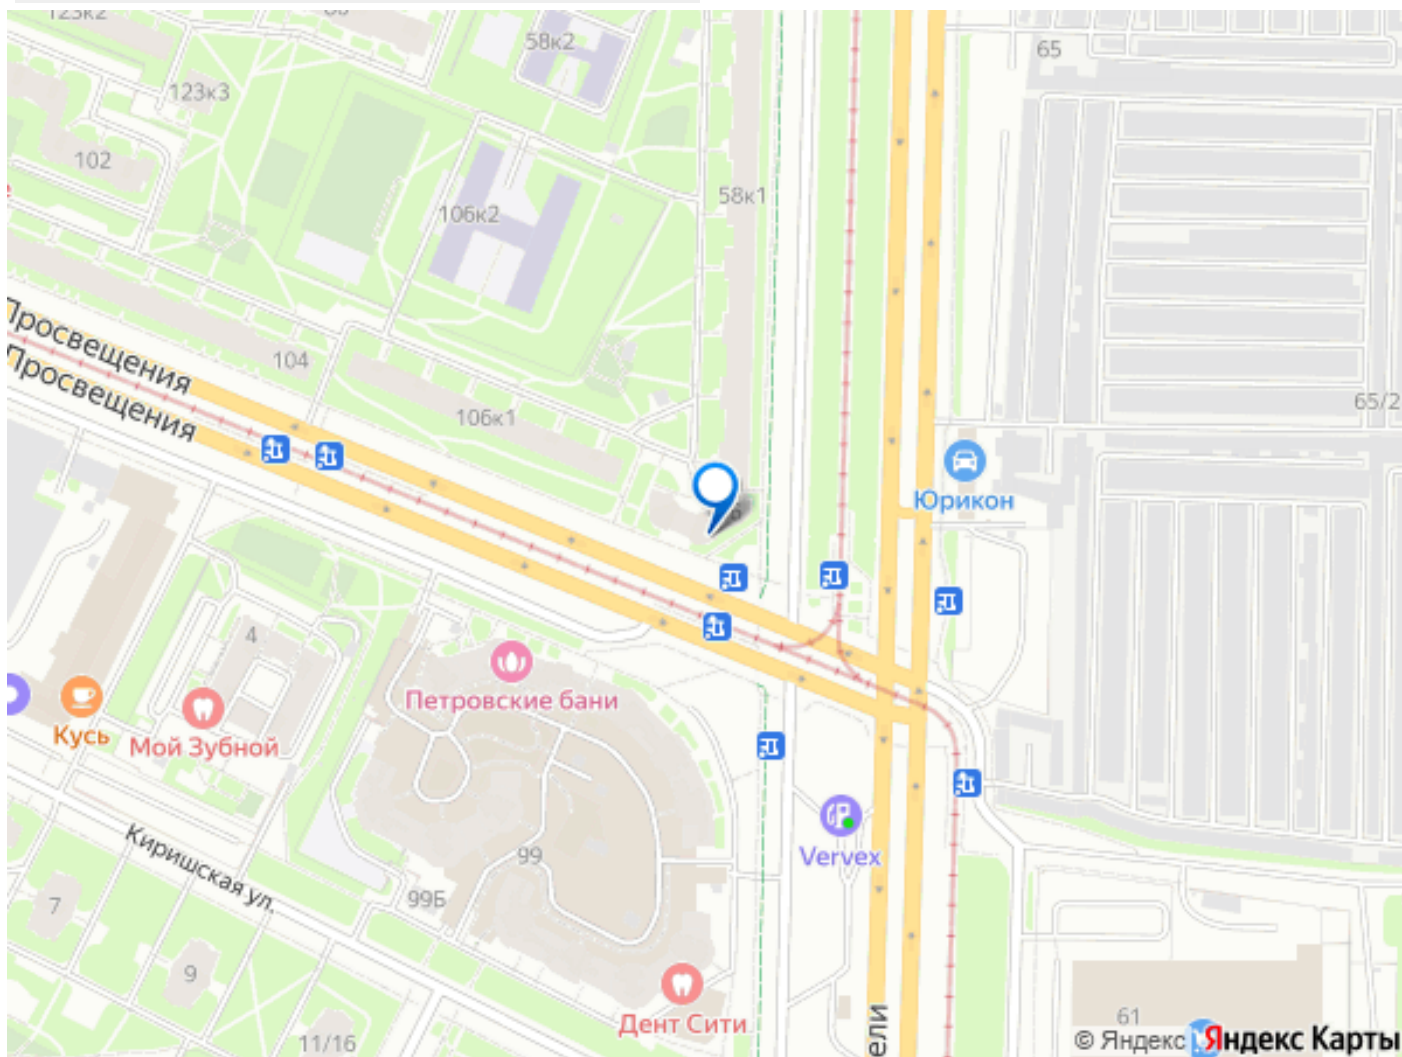 123к2
58к2
65
123к3
102
58к1
106к2
Просвещения
104
Просвещения
106к1
65/2
Юрикон
4
Петровские бани
Кусь
Мой Зубной
Vervex
Киришская ул.
99
99Б
7
9
Дент Сити
61
11/16
ели
© Яндекс Яндекс Карты